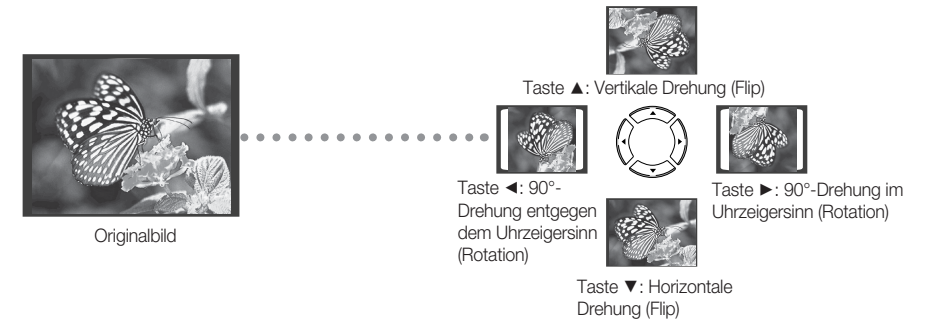 Taste ▲: Vertikale Drehung (Flip)
Originalbild
Taste ◄: 90°-
Drehung entgegen
dem Uhrzeigersinn
(Rotation)
Taste ►: 90°-Drehung im
Uhrzeigersinn (Rotation)
Taste ▼: Horizontale
Drehung (Flip)